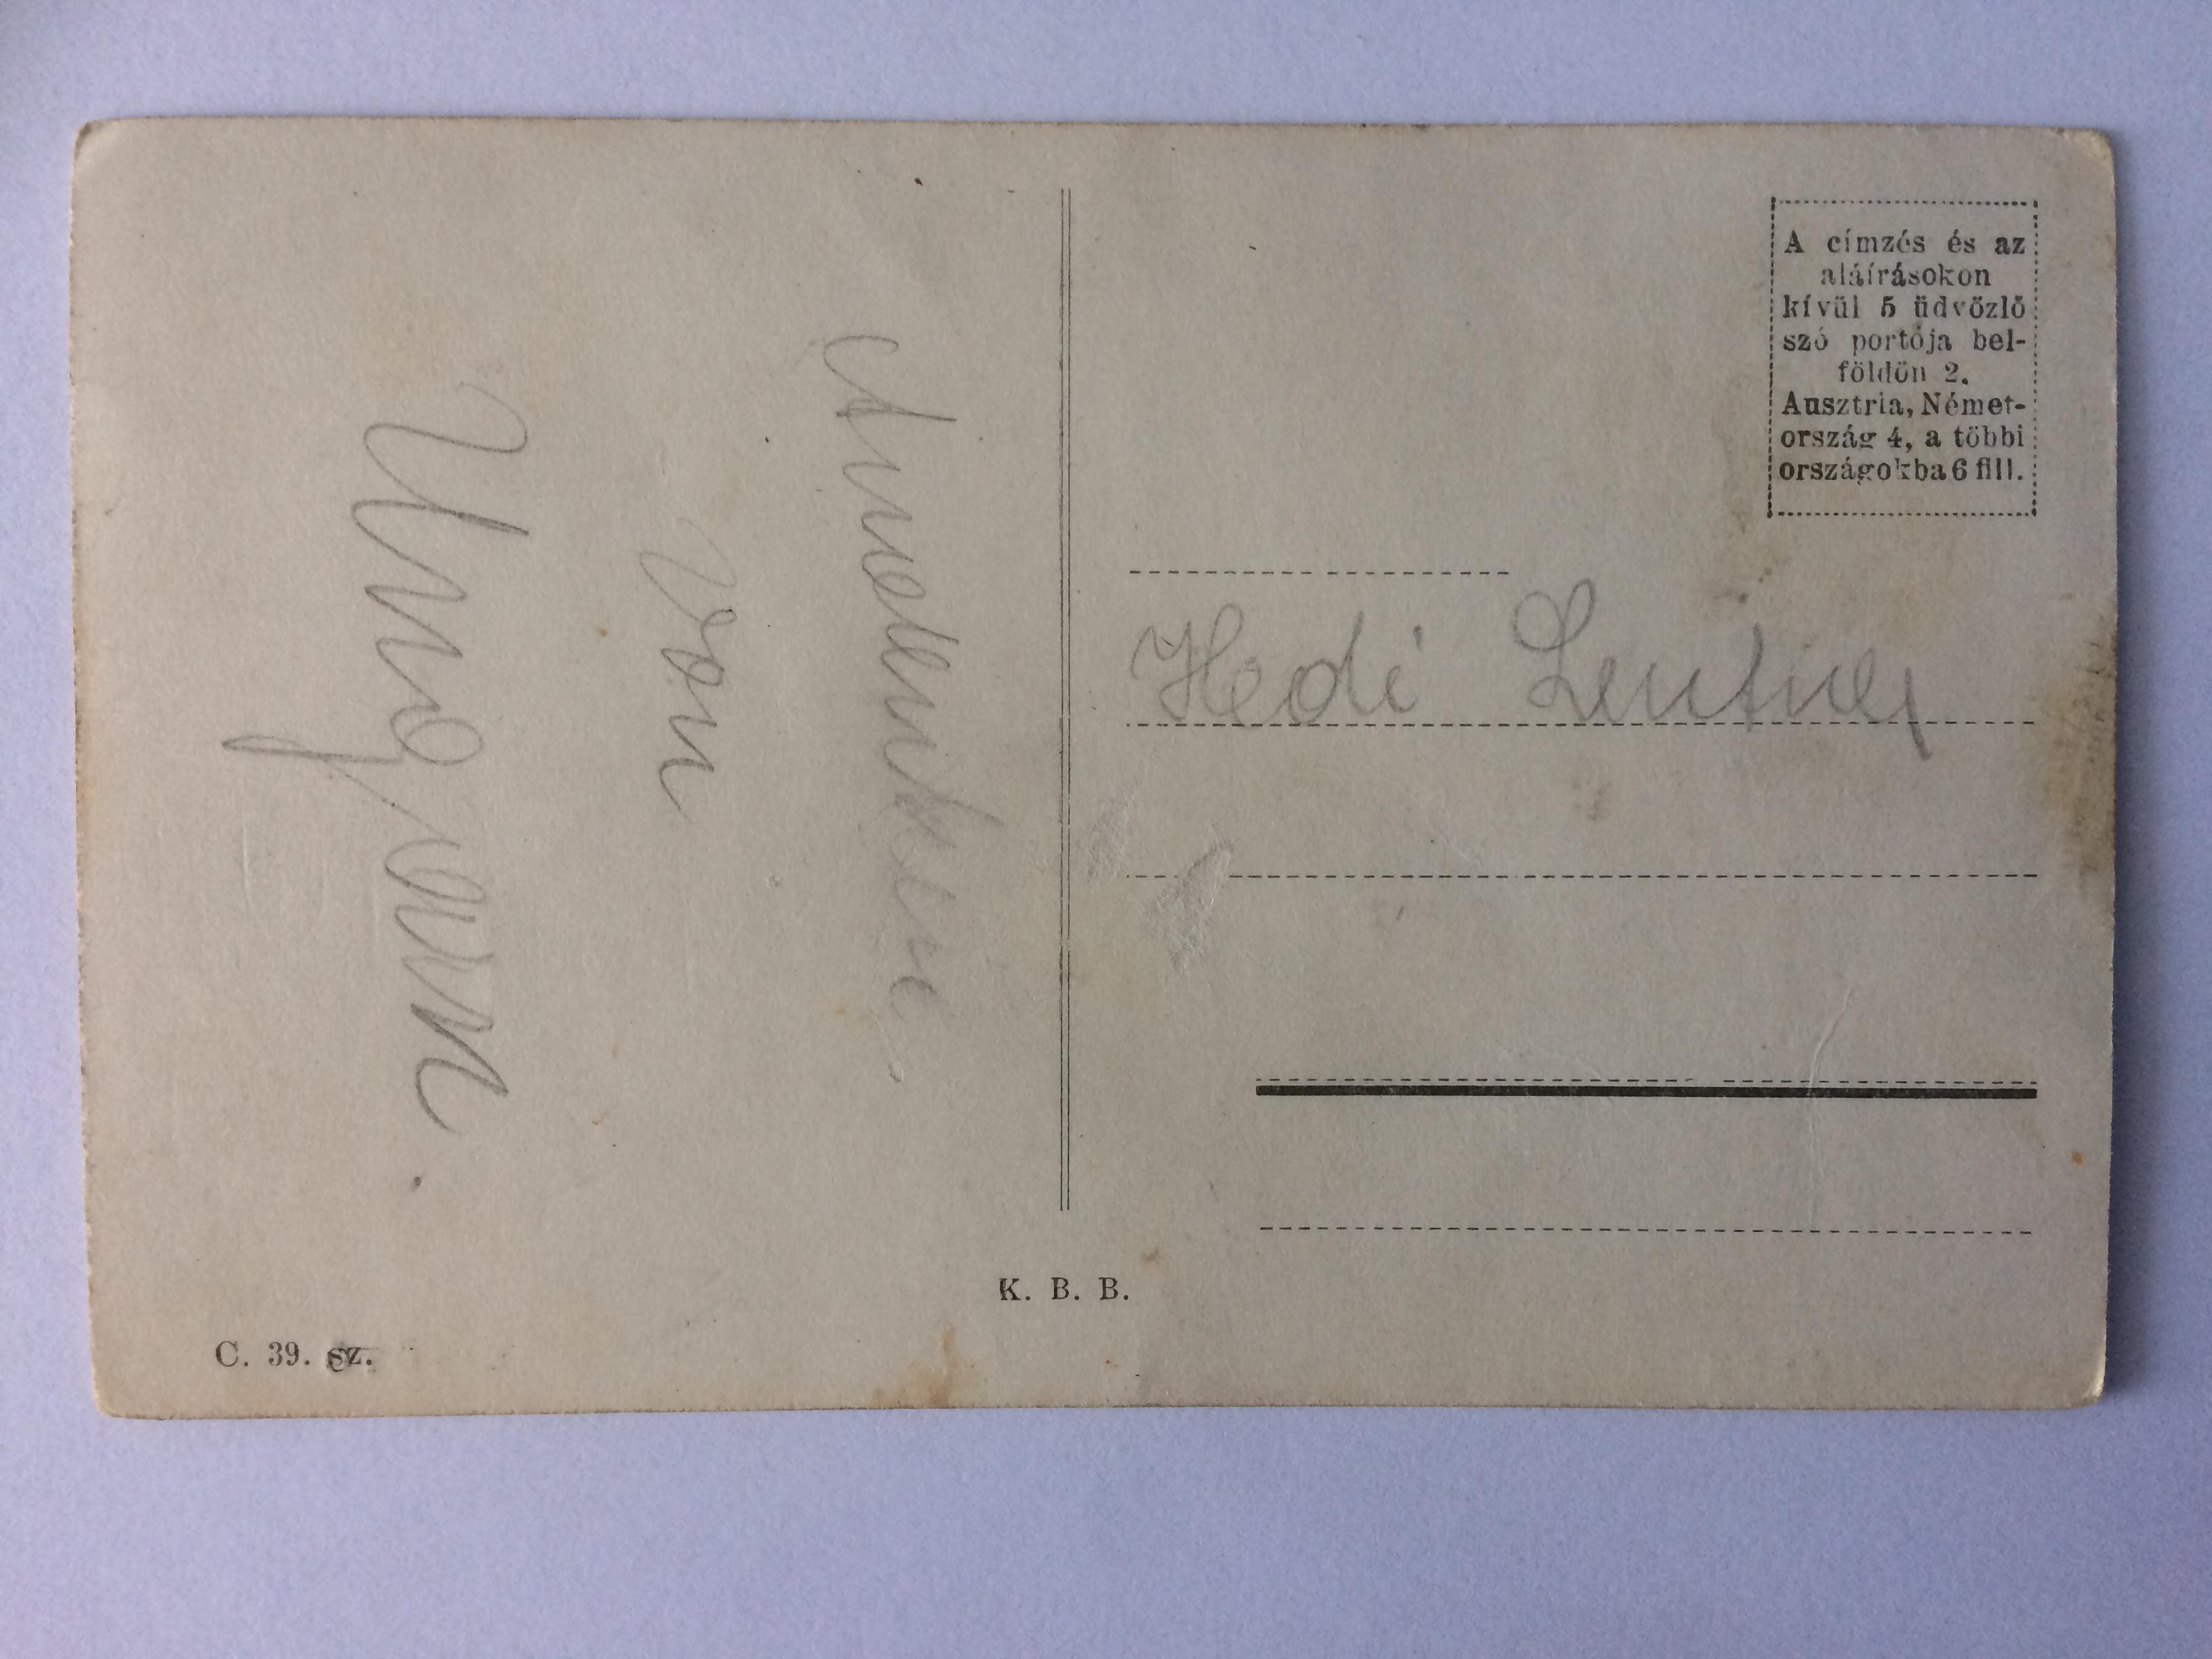 Andenken.
von
Ungarn.
A címzés és az
aláírásokon
kívül 5 üdvőzlő
szó portója bel-
földön 2.
Ausztria, Német-
ország 4, a többi
országokba 6 fill.
Hedi
K. B. B.
C. 39. sz.